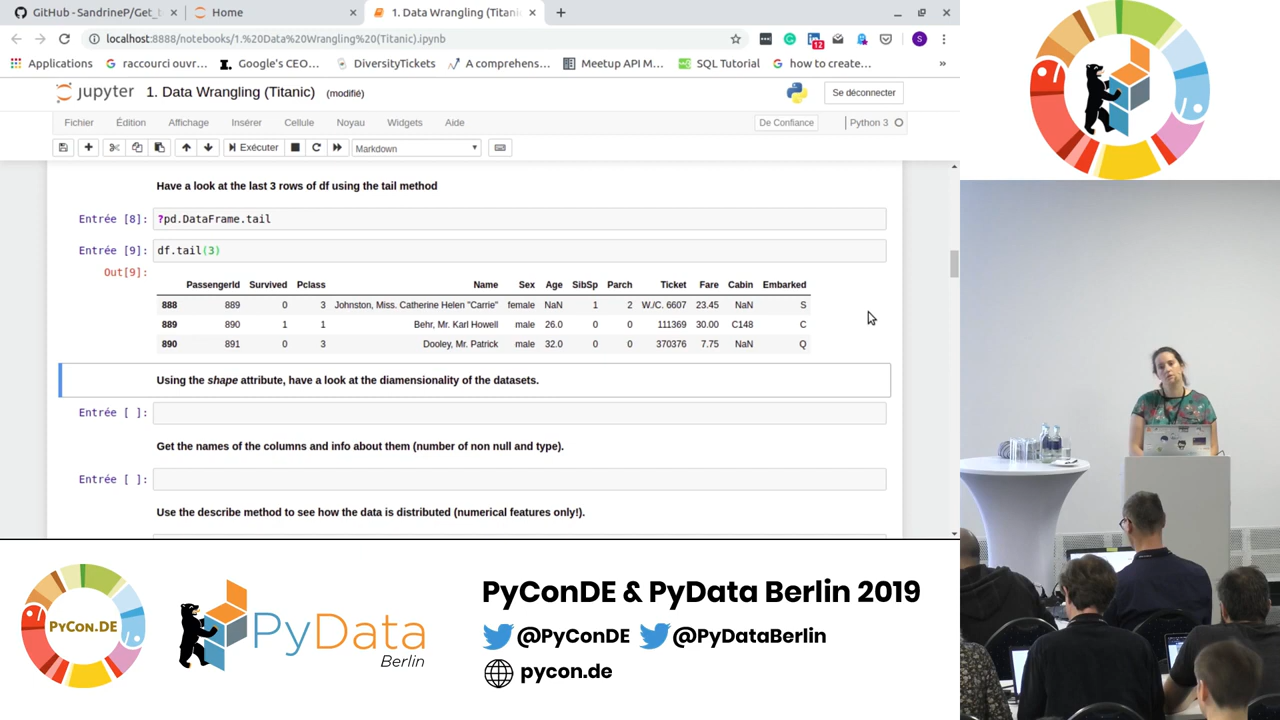 GitHub - SandrineP/Get_
Home
1. Data Wrangling (Titani
localhost:8888/notebooks/1.%20Data%20Wrangling%20(Titanic).ipynb
12
S
Applications
raccourci ouv…
Google's CEO…
DiversityTickets
A comprehens…
Meetup API M…
SQL Tutorial
how to create…
»
jupyter 1. Data Wrangling (Titanic) (modifié)
Se déconnecter
Fichier Édition Affichage Insérer Cellule Noyau Widgets Aide
De Confiance
Python 3
Exécuter
Markdown
Have a look at the last 3 rows of df using the tail method
Entrée [8]: ?pd.DataFrame.tail
Entrée [9]: df.tail(3)
Out[9]:
PassengerId Survived Pclass Name Sex Age SibSp Parch Ticket Fare Cabin Embarked
888 889 0 3 Johnston, Miss. Catherine Helen "Carrie" female NaN 1 2 W./C. 6607 23.45 NaN S
889 890 1 1 Behr, Mr. Karl Howell male 26.0 0 0 111369 30.00 C148 C
890 891 0 3 Dooley, Mr. Patrick male 32.0 0 0 370376 7.75 NaN Q
Using the shape attribute, have a look at the diamensionality of the datasets.
Entrée [ ]:
Get the names of the columns and info about them (number of non null and type).
Entrée [ ]:
Use the describe method to see how the data is distributed (numerical features only!).
PyCon.DE
PyData
Berlin
PyConDE & PyData Berlin 2019
@PyConDE
@PyDataBerlin
pycon.de